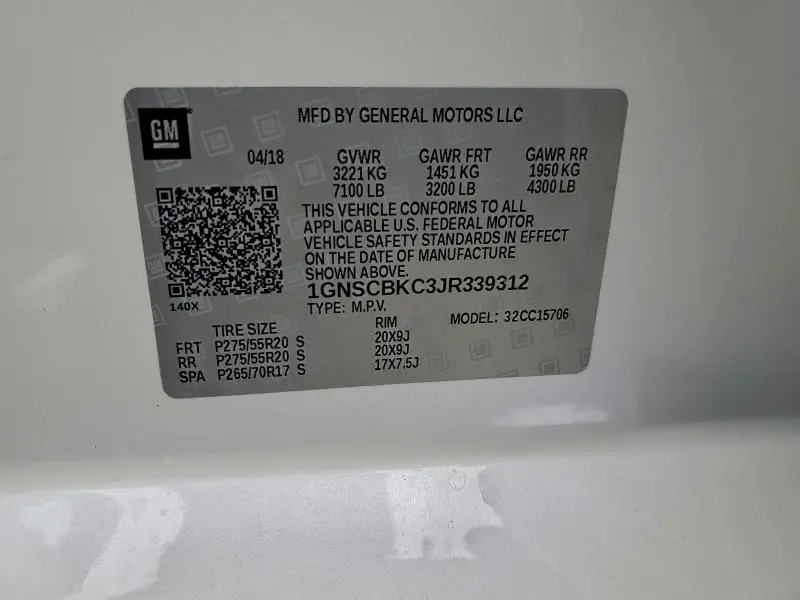 GM
MFD BY GENERAL MOTORS LLC
04/18 GVWR GAWR FRT GAWR RR
3221 KG 1451 KG 1950 KG
7100 LB 3200 LB 4300 LB
THIS VEHICLE CONFORMS TO ALL
APPLICABLE U.S. FEDERAL MOTOR
VEHICLE SAFETY STANDARDS IN EFFECT
ON THE DATE OF MANUFACTURE
SHOWN ABOVE.
1GNSCBKC3JR339312
140X
TYPE: M.P.V.
MODEL: 32CC15706
TIRE SIZE RIM
FRT P275/55R20 S 20X9J
RR P275/55R20 S 20X9J
SPA P265/70R17 S 17X7.5J